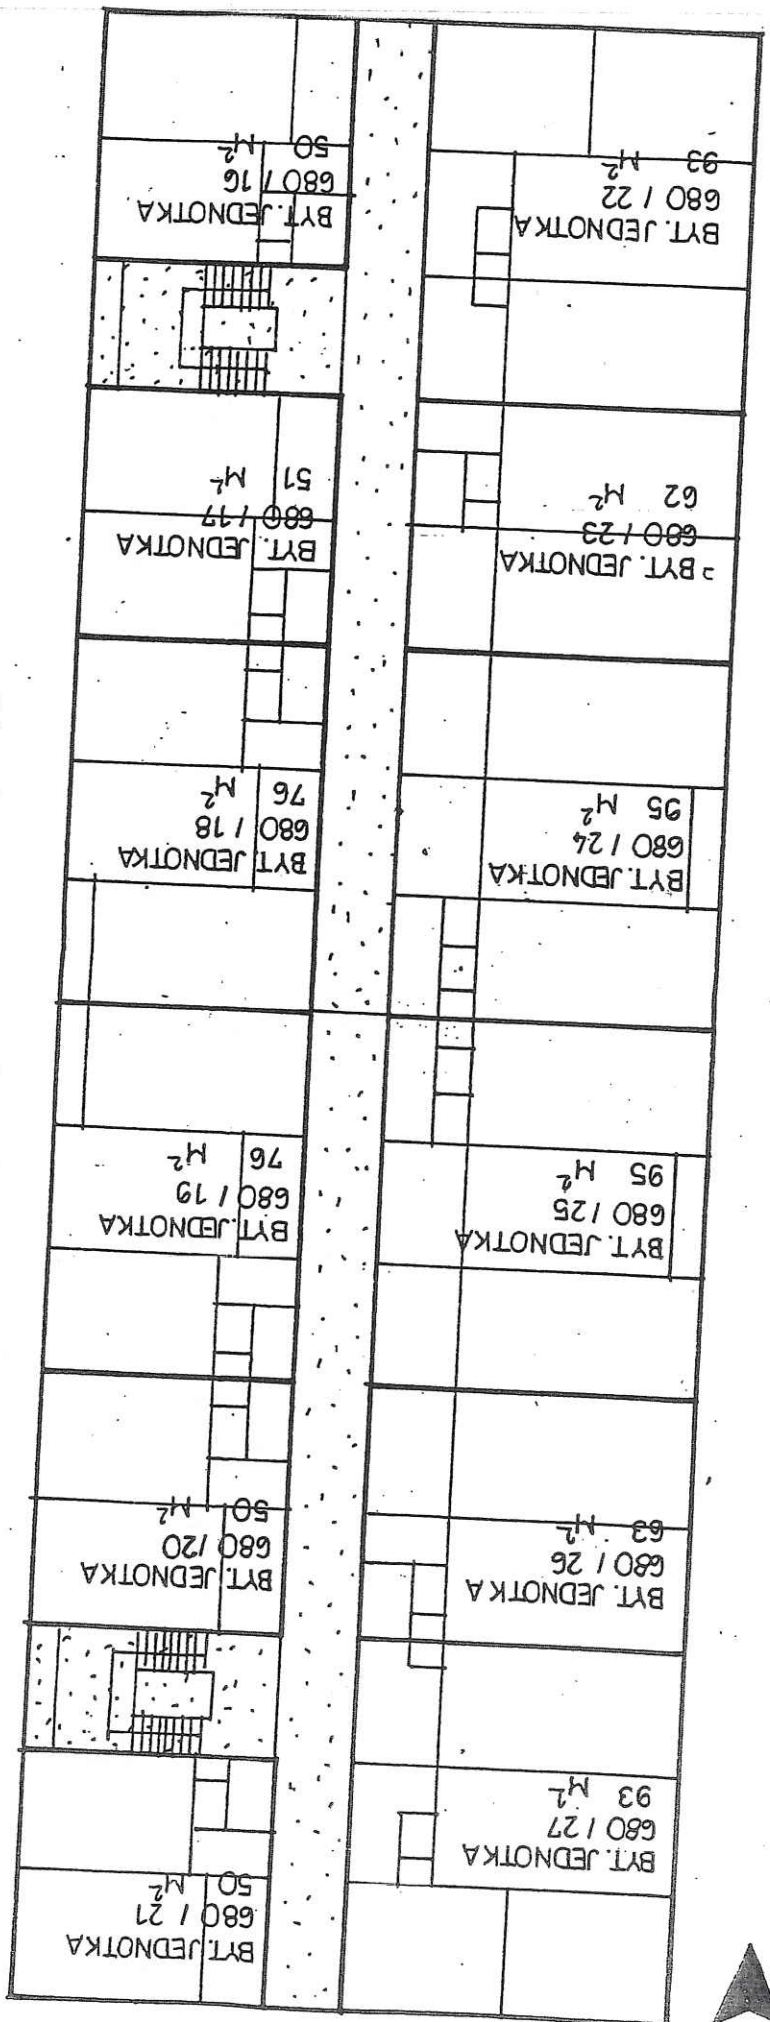 BYT. JEDNOTKA
680 / 27
93 M²
BYT. JEDNOTKA
680 / 26
63 M²
BYT. JEDNOTKA
680 / 25
95 M²
BYT. JEDNOTKA
680 / 24
95 M²
BYT. JEDNOTKA
680 / 23
62 M²
BYT. JEDNOTKA
680 / 22
93 M²
BYT. JEDNOTKA
680 / 21
50 M²
BYT. JEDNOTKA
680 / 20
50 M²
BYT. JEDNOTKA
680 / 19
76 M²
BYT. JEDNOTKA
680 / 18
76 M²
BYT. JEDNOTKA
680 / 17
51 M²
BYT. JEDNOTKA
680 / 16
50 M²